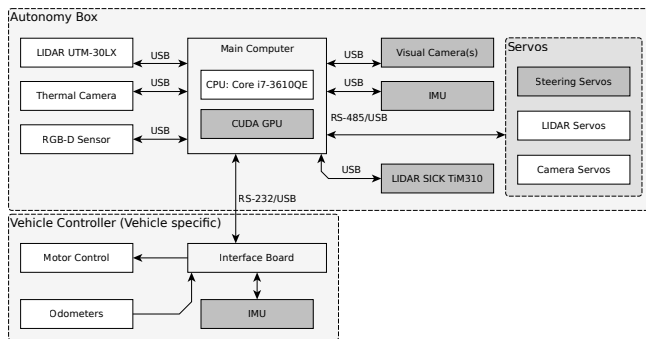 Autonomy Box
LIDAR UTM-30LX
USB
Thermal Camera
USB
RGB-D Sensor
USB
Main Computer
CPU: Core i7-3610QE
CUDA GPU
USB
Visual Camera(s)
USB
IMU
RS-485/USB
USB
LIDAR SICK TiM310
Servos
Steering Servos
LIDAR Servos
Camera Servos
RS-232/USB
Vehicle Controller (Vehicle specific)
Motor Control
Interface Board
Odometers
IMU